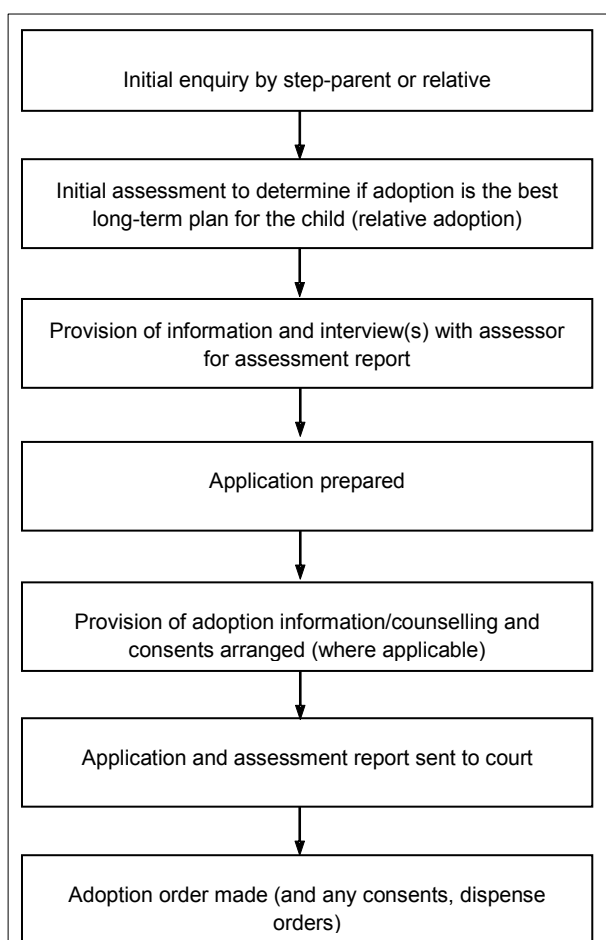 Initial enquiry by step-parent or relative
Initial assessment to determine if adoption is the best
long-term plan for the child (relative adoption)
Provision of information and interview(s) with assessor
for assessment report
Application prepared
Provision of adoption information/counselling and
consents arranged (where applicable)
Application and assessment report sent to court
Adoption order made (and any consents, dispense
orders)